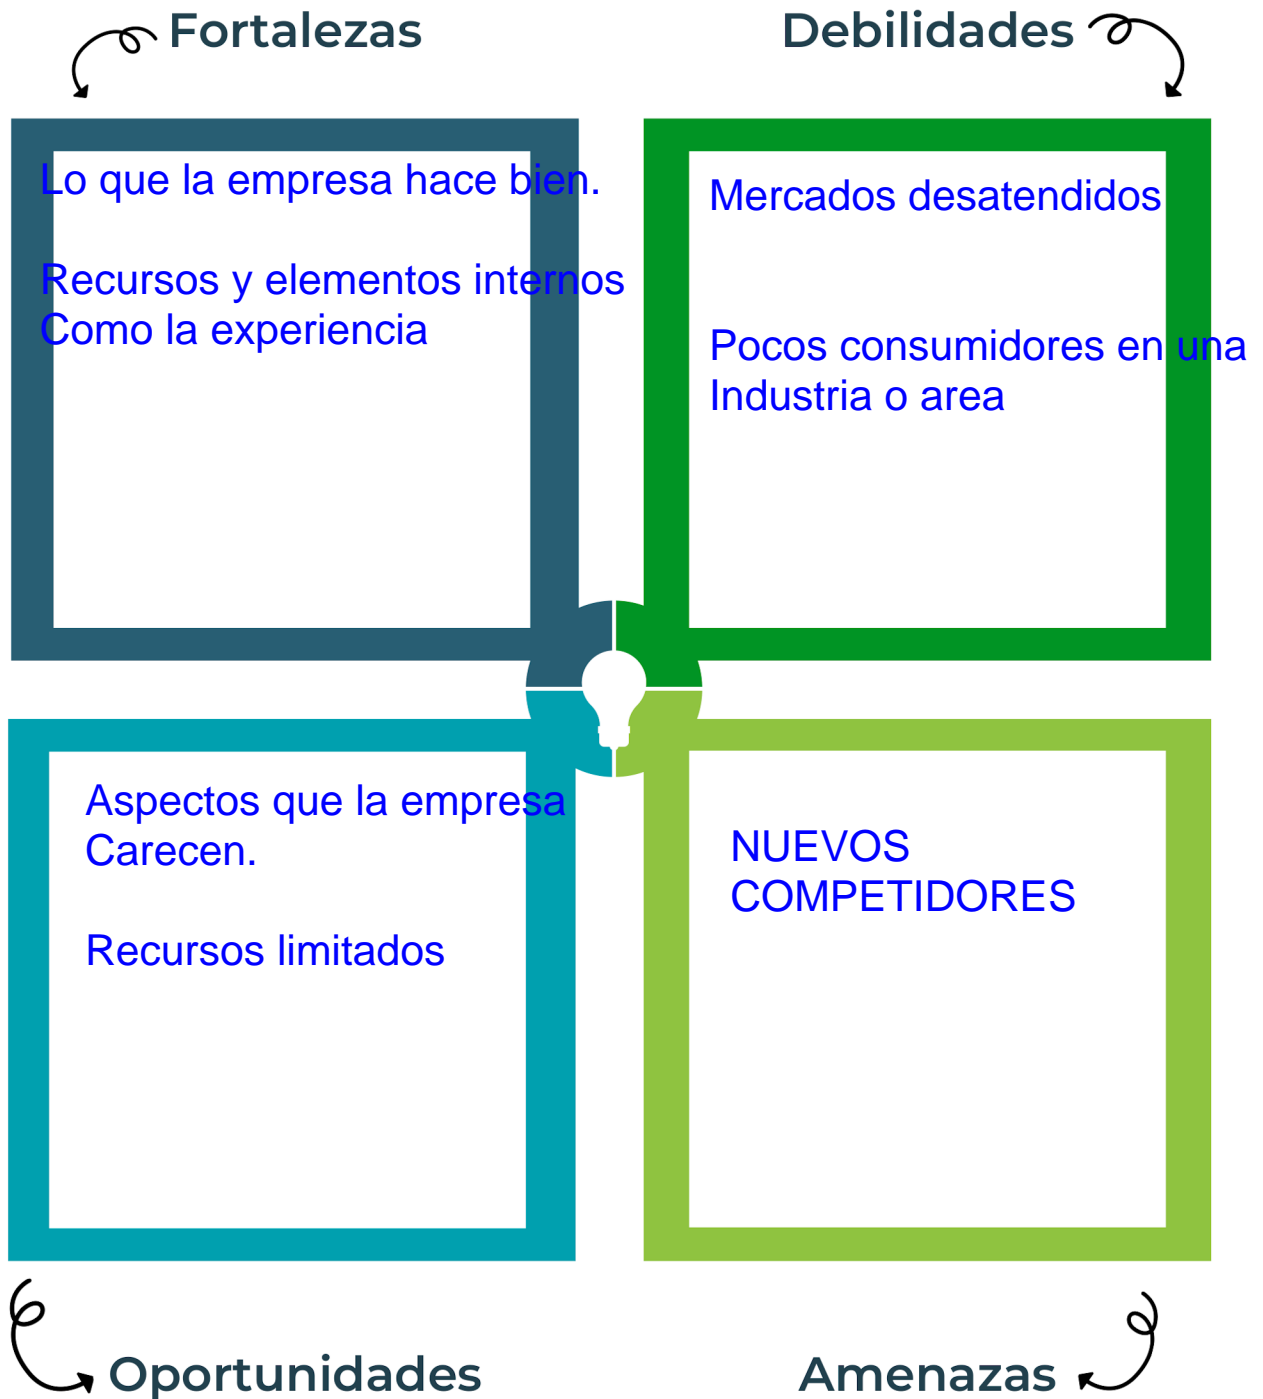 Fortalezas
Lo que la empresa hace bien.
Recursos y elementos internos
Como la experiencia
Debilidades
Mercados desatendidos
Pocos consumidores en una
Industria o area
Aspectos que la empresa
Carecen.
Recursos limitados
Oportunidades
NUEVOS
COMPETIDORES
Amenazas